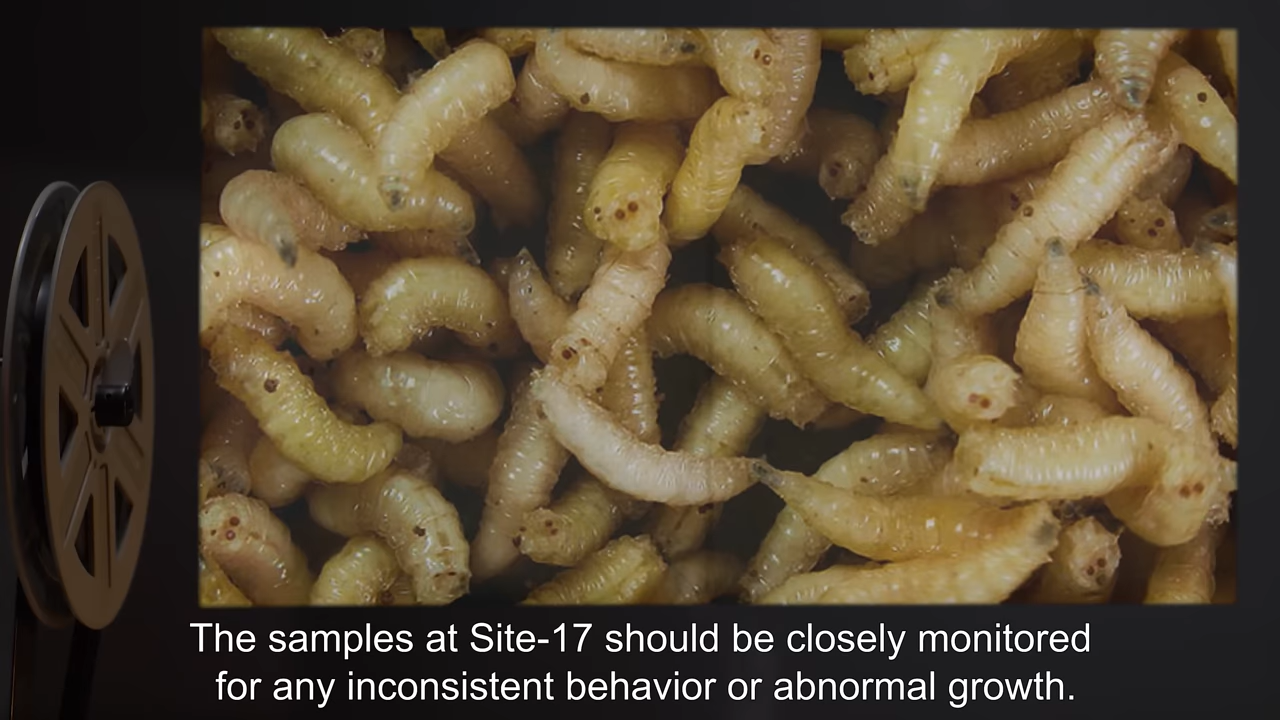 The samples at Site-17 should be closely monitored
for any inconsistent behavior or abnormal growth.